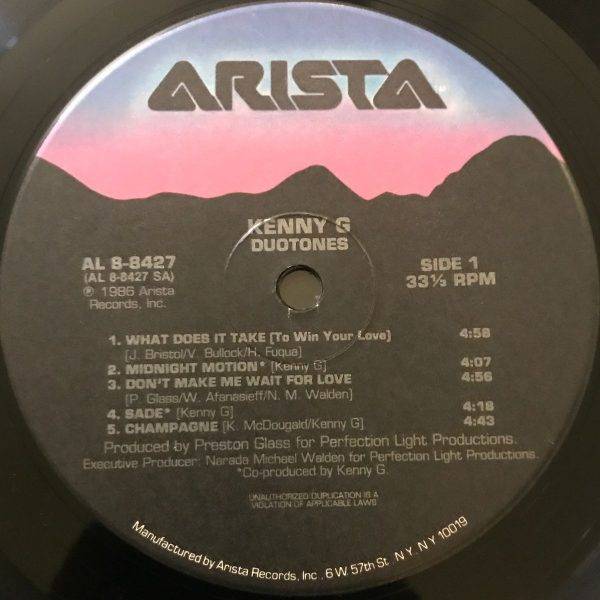 ARISTA
KENNY G
DUOTONES
AL 8-8427
(AL 8-8427 SA)
℗ 1986 Arista
Records, Inc.
SIDE 1
33⅓ RPM
1. WHAT DOES IT TAKE [To Win Your Love] 4:58
[J. Bristol/V. Bullock/H. Fuqua]
2. MIDNIGHT MOTION* [Kenny G] 4:07
3. DON'T MAKE ME WAIT FOR LOVE 4:56
[P. Glass/W. Afanasieff/N. M. Walden]
4. SADE* [Kenny G] 4:18
5. CHAMPAGNE [K. McDougald/Kenny G] 4:43
Produced by Preston Glass for Perfection Light Productions.
Executive Producer: Narada Michael Walden for Perfection Light Productions.
*Co-produced by Kenny G.
UNAUTHORIZED DUPLICATION IS A
VIOLATION OF APPLICABLE LAWS
Manufactured by Arista Records, Inc., 6 W. 57th St., N.Y., N.Y. 10019